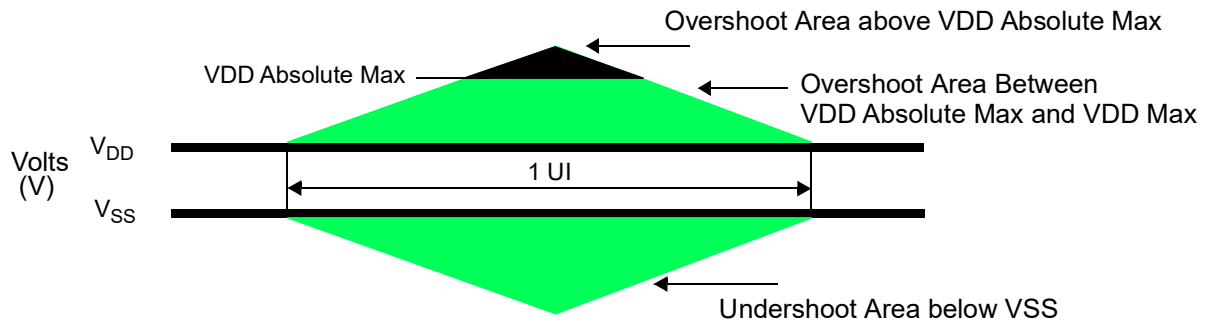 Overshoot Area above VDD Absolute Max
VDD Absolute Max
Overshoot Area Between
VDD Absolute Max and VDD Max
VDD
Volts
(V)
1 UI
VSS
Undershoot Area below VSS